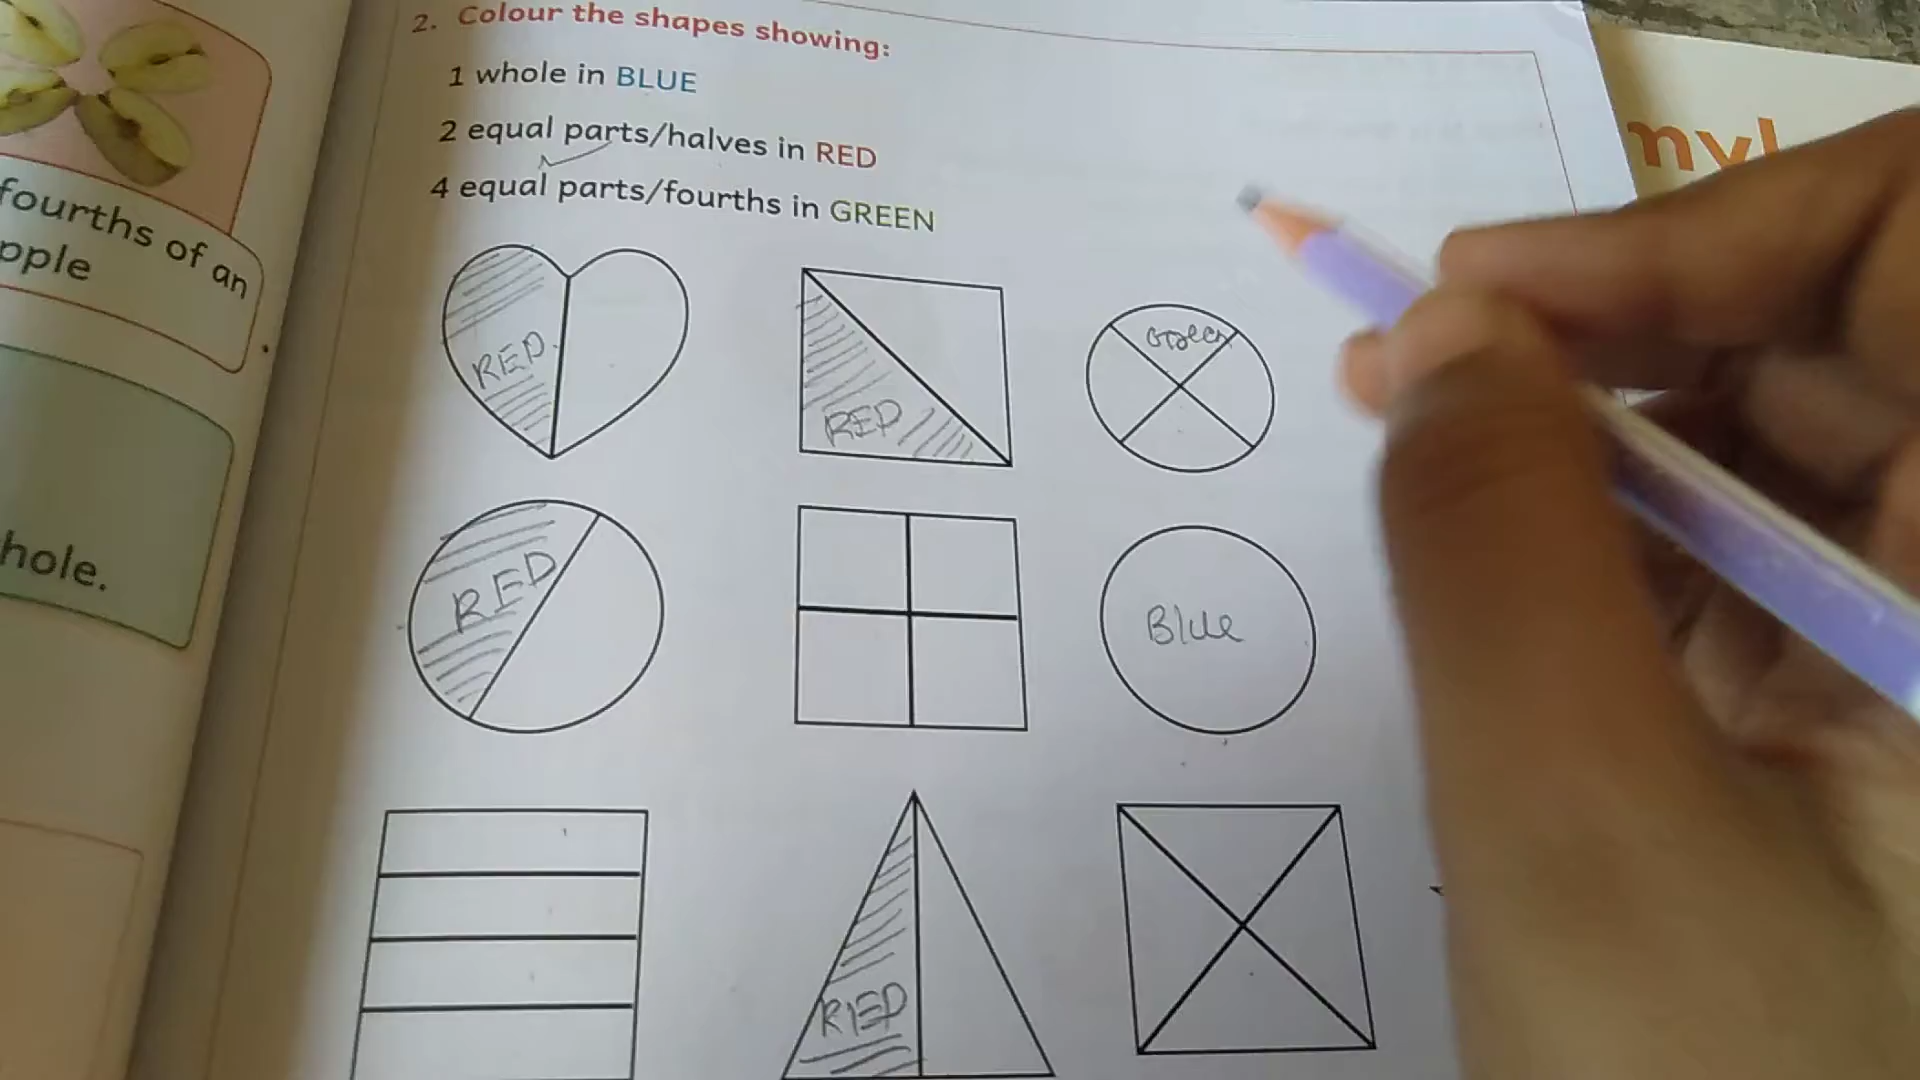 2. Colour the shapes showing:
1 whole in BLUE
2 equal parts/halves in RED
4 equal parts/fourths in GREEN
fourths of an
pple
hole.
RED
RED
Green
RED
Blue
RED